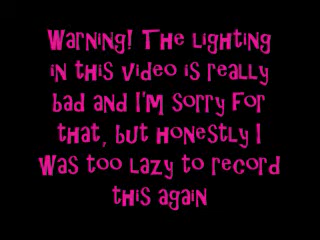 Warning! The lighting
in this video is really
bad and I'm sorry for
that, but honestly I
was too lazy to record
this again